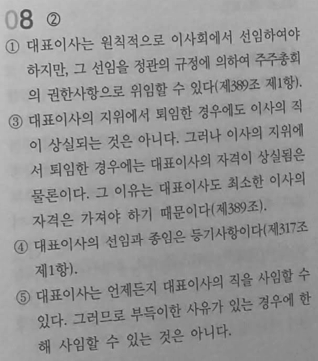 08 ②
① 대표이사는 원칙적으로 이사회에서 선임하여야
하지만, 그 선임을 정관의 규정에 의하여 주주총회
의 권한사항으로 위임할 수 있다(제389조 제1항).
③ 대표이사의 지위에서 퇴임한 경우에도 이사의 직
이 상실되는 것은 아니다. 그러나 이사의 지위에
서 퇴임한 경우에는 대표이사의 자격이 상실됨은
물론이다. 그 이유는 대표이사도 최소한 이사의
자격은 가져야 하기 때문이다(제389조).
④ 대표이사의 선임과 종임은 등기사항이다(제317조
제1항).
⑤ 대표이사는 언제든지 대표이사의 직을 사임할 수
있다. 그러므로 부득이한 사유가 있는 경우에 한
해 사임할 수 있는 것은 아니다.